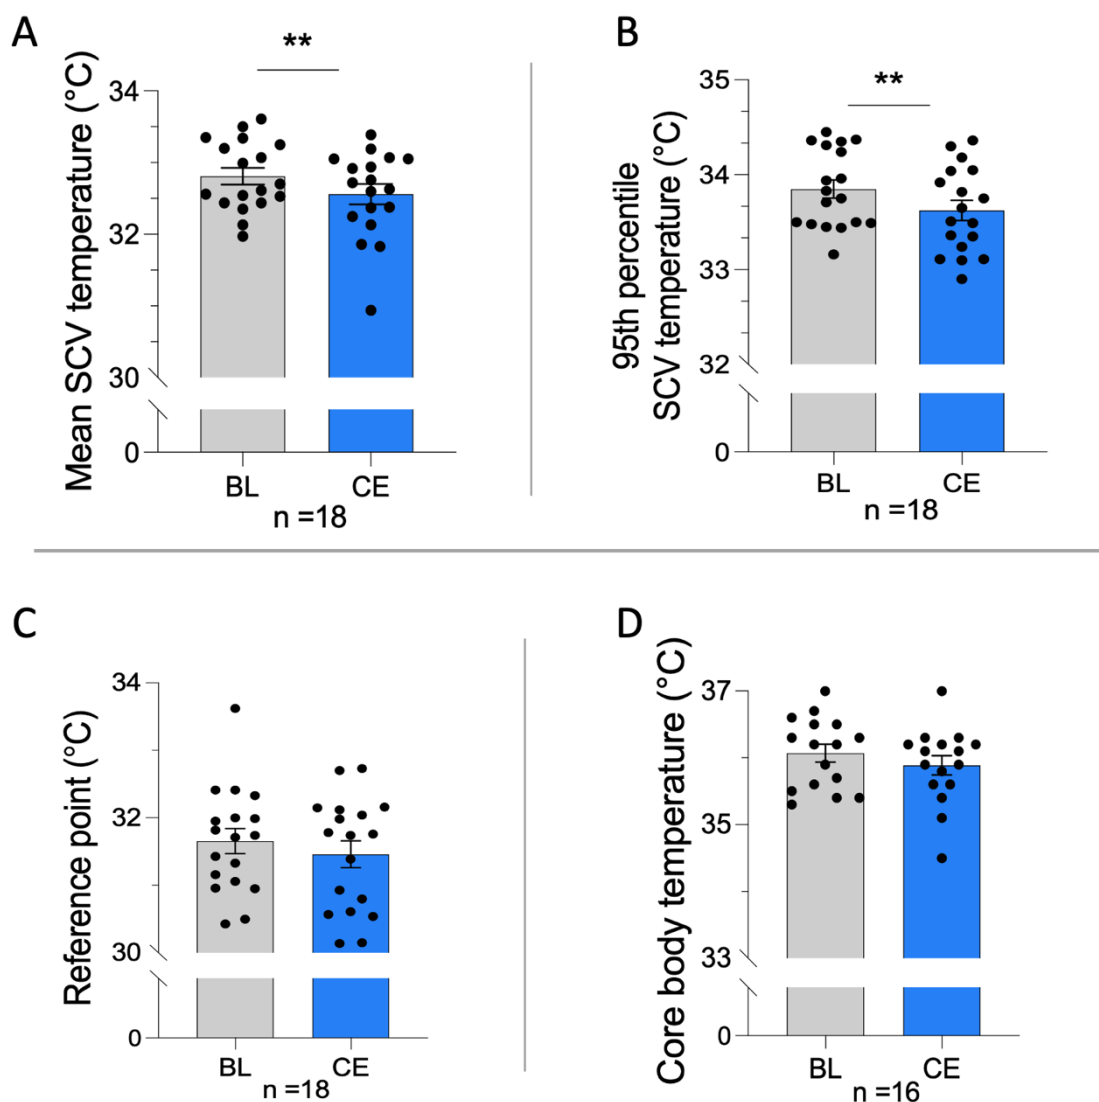 A
**
Mean SCV temperature (°C)
34
32
30
0
BL
CE
n =18
B
**
95th percentile
SCV temperature (°C)
35
34
33
32
0
BL
CE
n =18
C
Reference point (°C)
34
32
30
0
BL
CE
n =18
D
Core body temperature (°C)
37
35
33
0
BL
CE
n =16